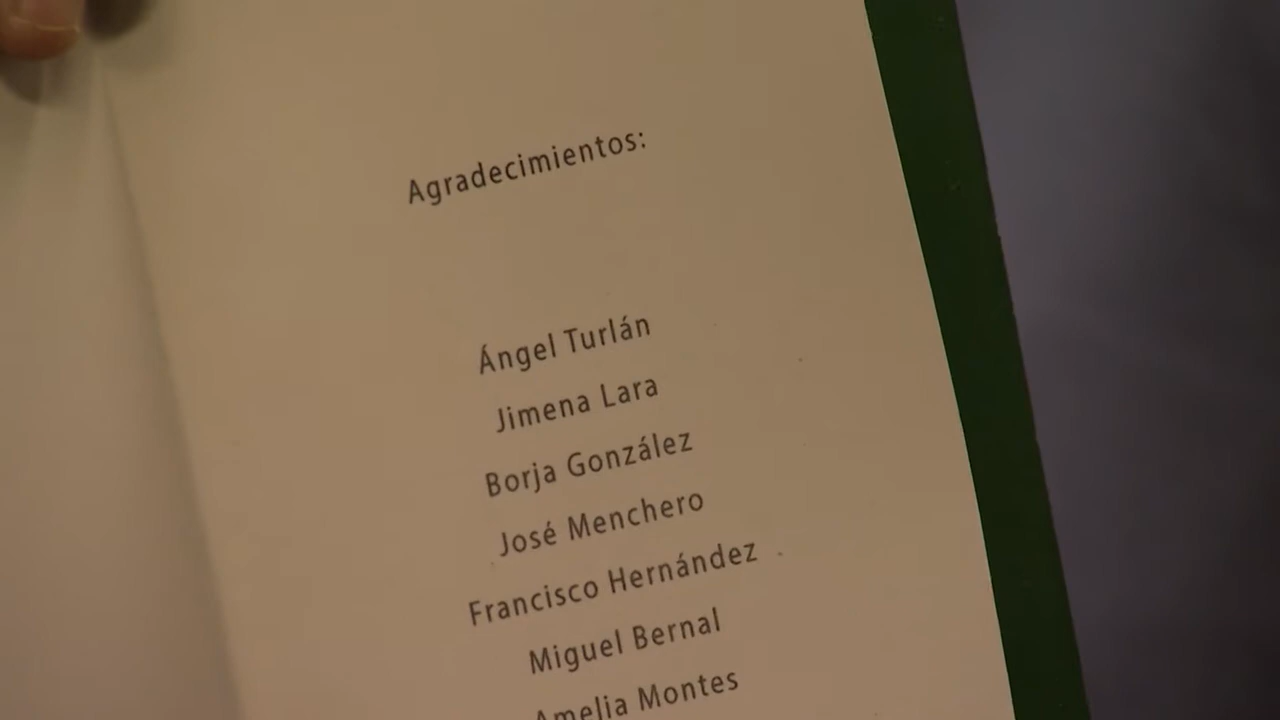 Agradecimientos:
Ángel Turlán
Jimena Lara
Borja González
José Menchero
Francisco Hernández
Miguel Bernal
Amelia Montes